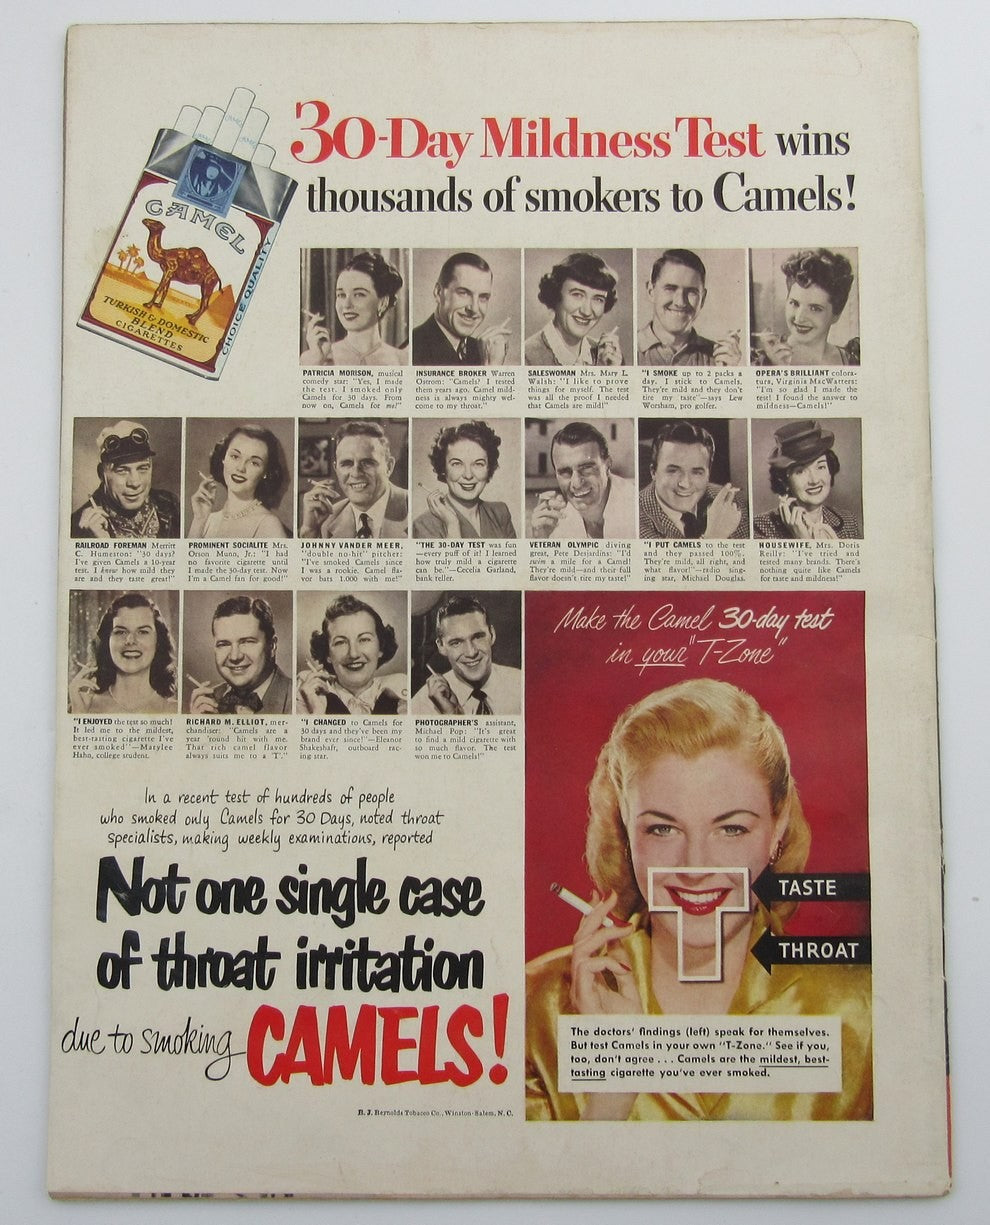 30-Day Mildness Test wins
thousands of smokers to Camels!
CAMEL
TURKISH & DOMESTIC
BLEND
CIGARETTES
CHOICE QUALITY
PATRICIA MORISON, musical
comedy star: "Yes, I made
the test. I smoked only
Camels for 30 days. From
now on, Camels for me!"
INSURANCE BROKER Warren
Ostrom: "Camels? I tested
them years ago. Camel mild-
ness is always mighty wel-
come to my throat."
SALESWOMAN Mrs. Mary L.
Walsh: "I like to prove
things for myself. The test
was all the proof I needed
that Camels are mild!"
"I SMOKE up to 2 packs a
day. I stick to Camels.
They're mild and they don't
tire my taste"—says Lew
Worsham, pro golfer.
OPERA'S BRILLIANT colora-
tura, Virginia MacWatters:
"I'm so glad I made the
test! I found the answer to
mildness—Camels!"
RAILROAD FOREMAN Merritt
C. Humeston: "30 days?
I've given Camels a 10-year
test. I know how mild they
are and they taste great!"
PROMINENT SOCIALITE Mrs.
Orson Munn, Jr.: "I had
no favorite cigarette until
I made the 30-day test. Now
I'm a Camel fan for good!"
JOHNNY VANDER MEER,
"double no-hit" pitcher:
"I've smoked Camels since
I was a rookie. Camel fla-
vor bats 1.000 with me!"
"THE 30-DAY TEST was fun
—every puff of it! I learned
how truly mild a cigarette
can be."—Cecelia Garland,
bank teller.
VETERAN OLYMPIC diving
great, Pete Desjardins: "I'd
swim a mile for a Camel!
They're mild—and their full
flavor doesn't tire my taste!"
"I PUT CAMELS to the test
and they passed 100%.
They're mild, all right, and
what flavor!"—radio sing-
ing star, Michael Douglas.
HOUSEWIFE, Mrs. Doris
Reilly: "I've tried and
tested many brands. There's
nothing quite like Camels
for taste and mildness!"
"I ENJOYED the test so much!
It led me to the mildest,
best-tasting cigarette I've
ever smoked"—Marylee
Hahn, college student.
RICHARD M. ELLIOT, mer-
chandiser: "Camels are a
year 'round hit with me.
That rich camel flavor
always suits me to a 'T'."
"I CHANGED to Camels for
30 days and they've been my
brand ever since!"—Eleanor
Shakeshaft, outboard rac-
ing star.
PHOTOGRAPHER'S assistant,
Michael Pop: "It's great
to find a mild cigarette with
so much flavor. The test
won me to Camels!"
In a recent test of hundreds of people
who smoked only Camels for 30 Days, noted throat
specialists, making weekly examinations, reported
Not one single case
of throat irritation
due to smoking CAMELS!
R. J. Reynolds Tobacco Co., Winston-Salem, N. C.
Make the Camel 30-day test
in your "T-Zone"
T
TASTE
THROAT
The doctors' findings (left) speak for themselves.
But test Camels in your own "T-Zone." See if you,
too, don't agree . . . Camels are the mildest, best-
tasting cigarette you've ever smoked.